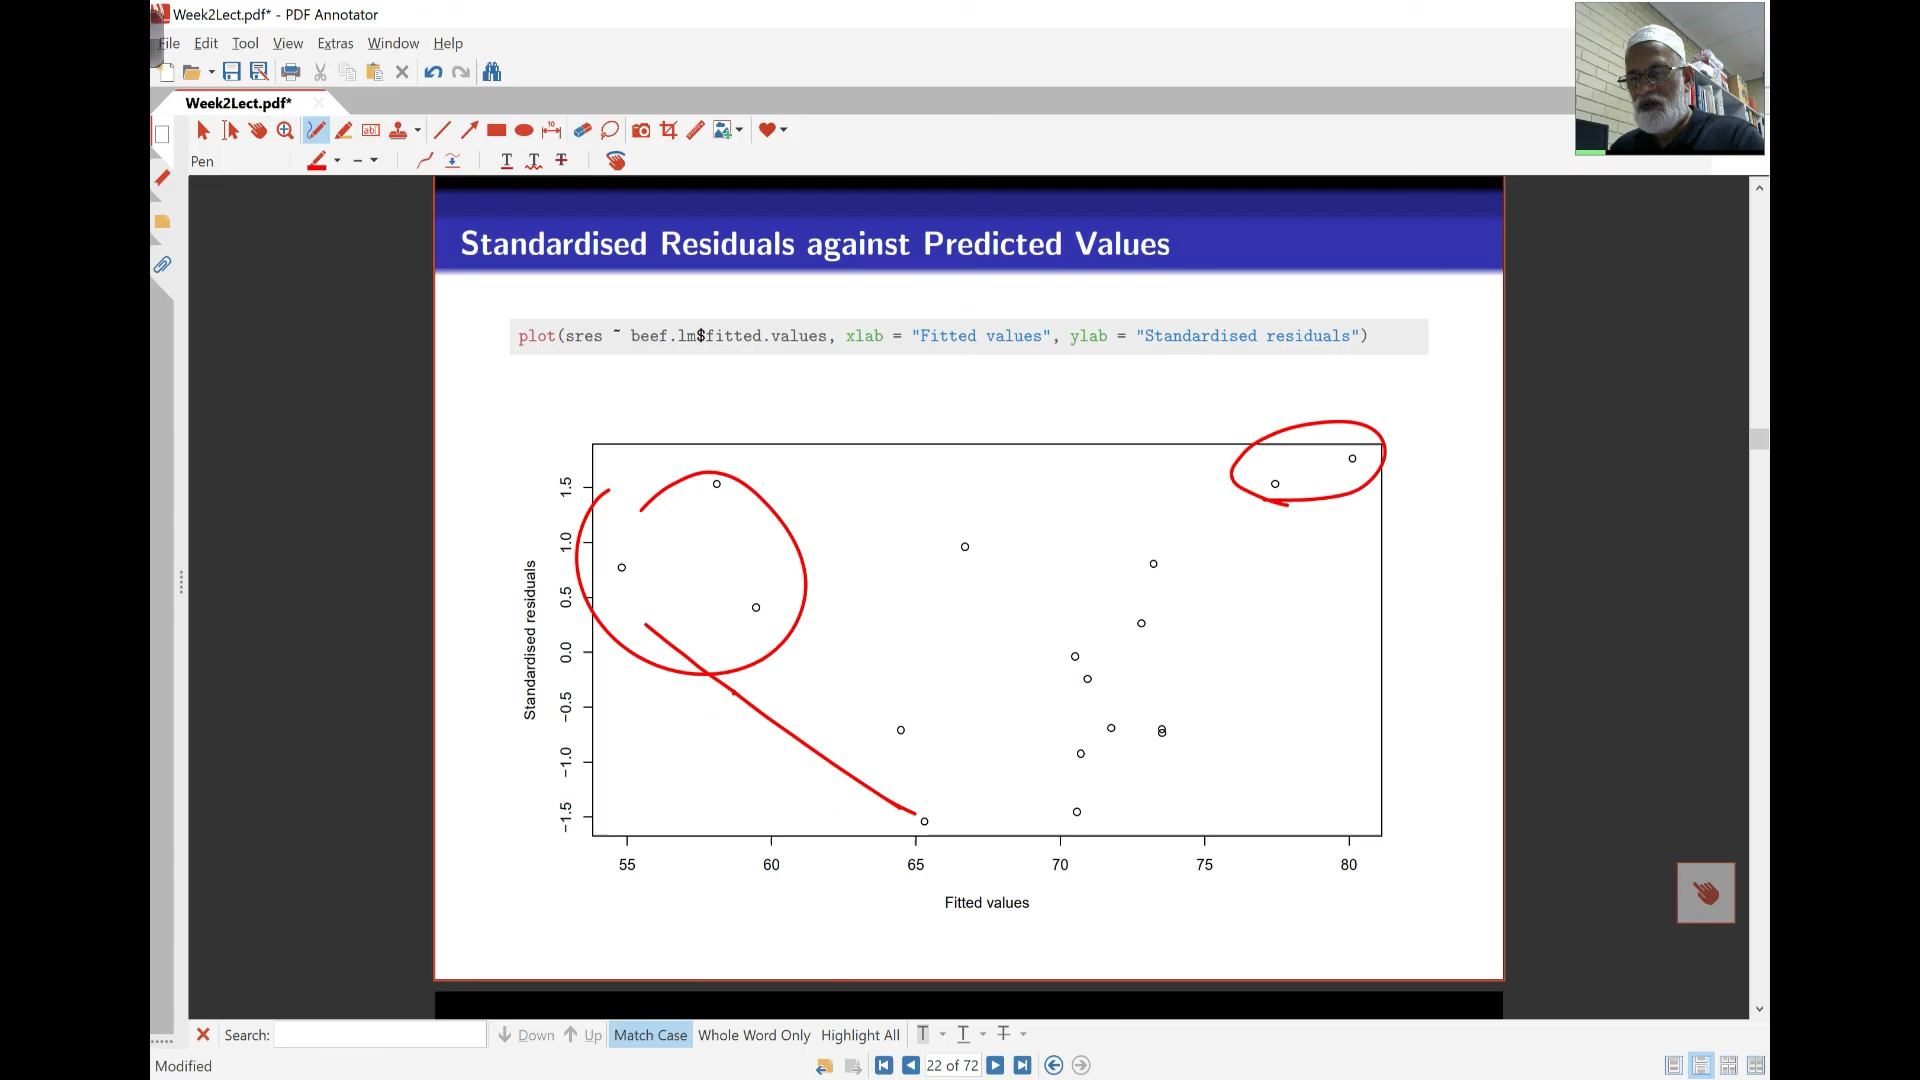 Week2Lect.pdf* - PDF Annotator
File Edit Tool View Extras Window Help
Week2Lect.pdf*
Pen
Standardised Residuals against Predicted Values
plot(sres ~ beef.lm$fitted.values, xlab = "Fitted values", ylab = "Standardised residuals")
Standardised residuals
1.5
1.0
0.5
0.0
−0.5
−1.0
−1.5
55 60 65 70 75 80
Fitted values
Search: Down Up Match Case Whole Word Only Highlight All
Modified 22 of 72